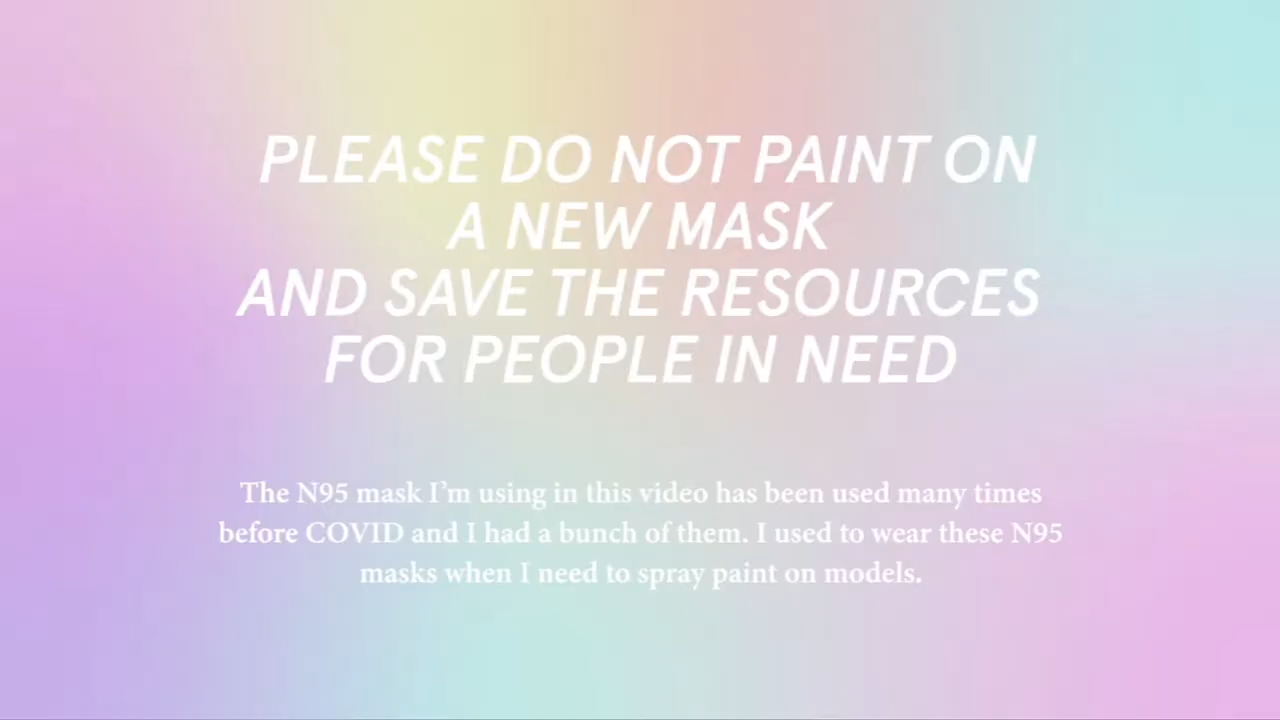 PLEASE DO NOT PAINT ON
A NEW MASK
AND SAVE THE RESOURCES
FOR PEOPLE IN NEED
The N95 mask I’m using in this video has been used many times
before COVID and I had a bunch of them. I used to wear these N95
masks when I need to spray paint on models.